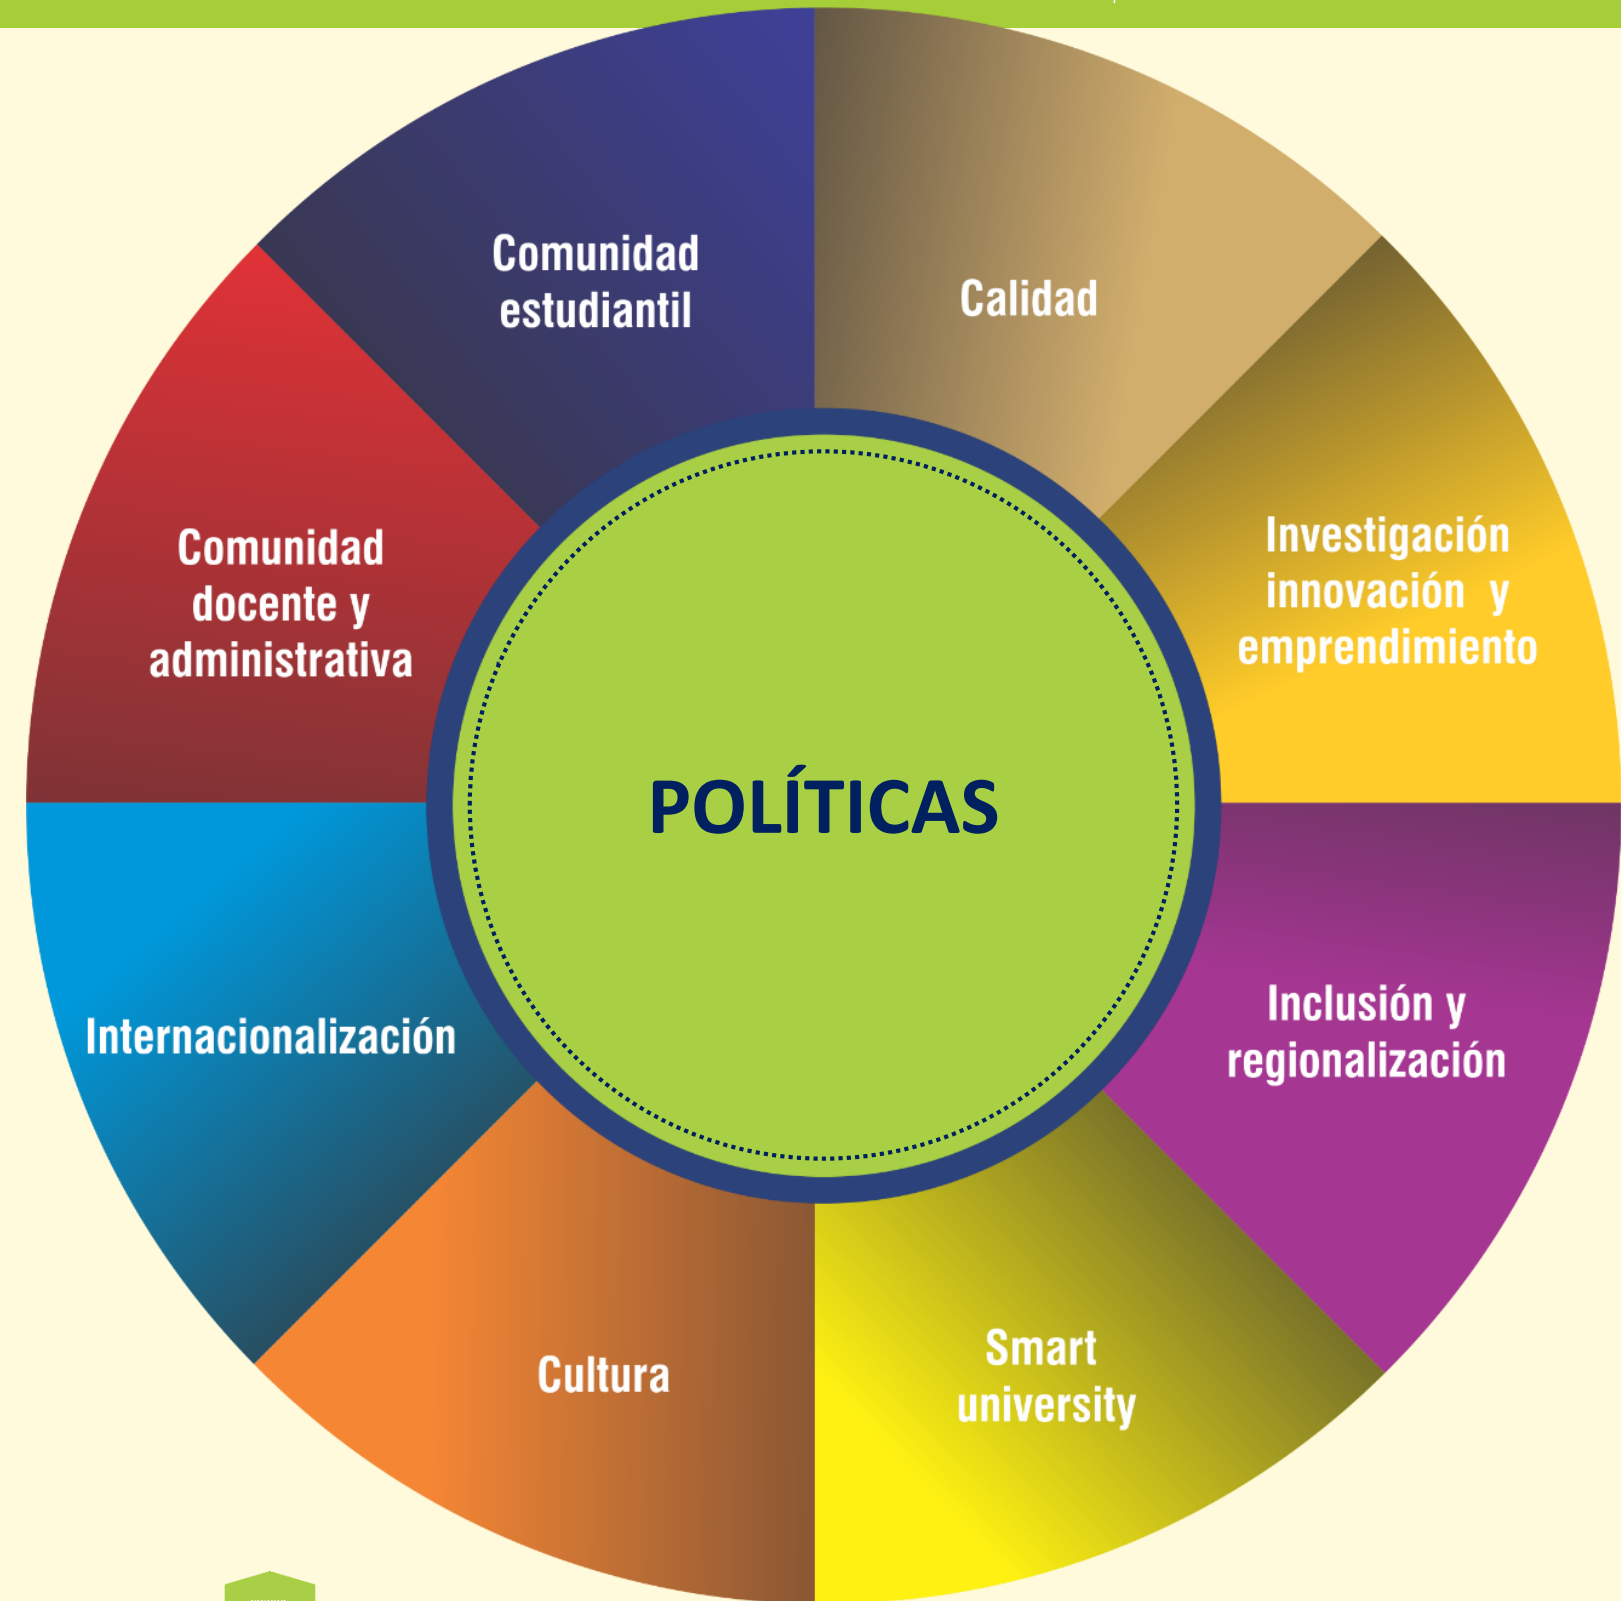 Comunidad
estudiantil
Calidad
Comunidad
docente y
administrativa
Investigación
innovación y
emprendimiento
POLÍTICAS
Internacionalización
Inclusión y
regionalización
Cultura
Smart
university